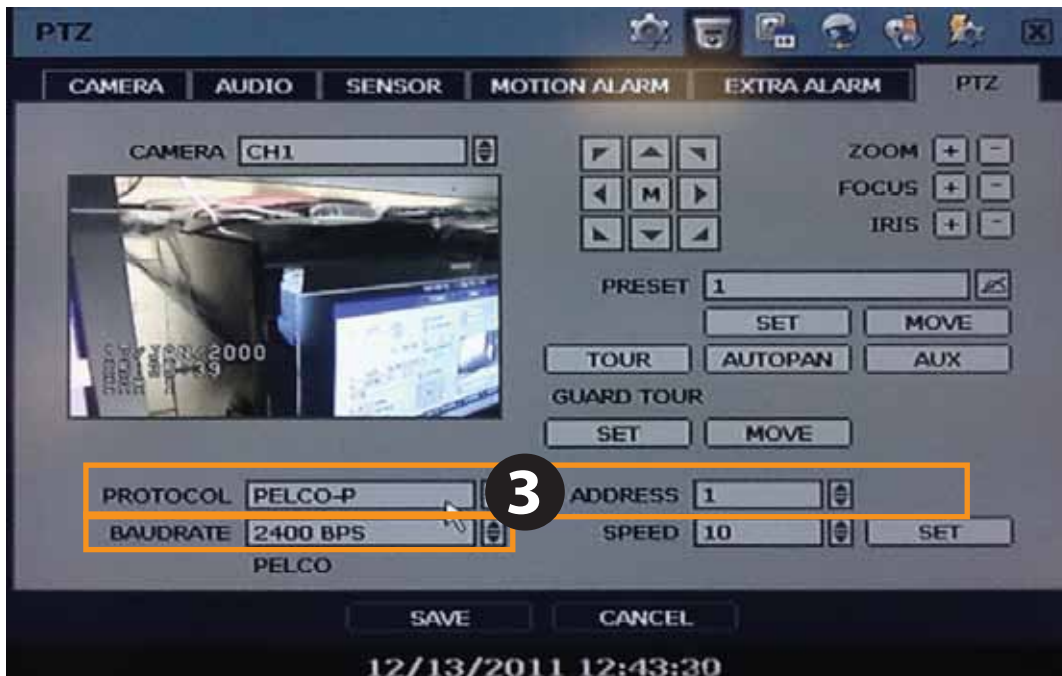 PTZ
CAMERA AUDIO SENSOR MOTION ALARM EXTRA ALARM PTZ
CAMERA CH1
M
ZOOM + -
FOCUS + -
IRIS + -
2000
39
PRESET 1
SET MOVE
TOUR AUTOPAN AUX
GUARD TOUR
SET MOVE
3
PROTOCOL PELCO-P ADDRESS 1
BAUDRATE 2400 BPS SPEED 10 SET
PELCO
SAVE CANCEL
12/13/2011 12:43:30